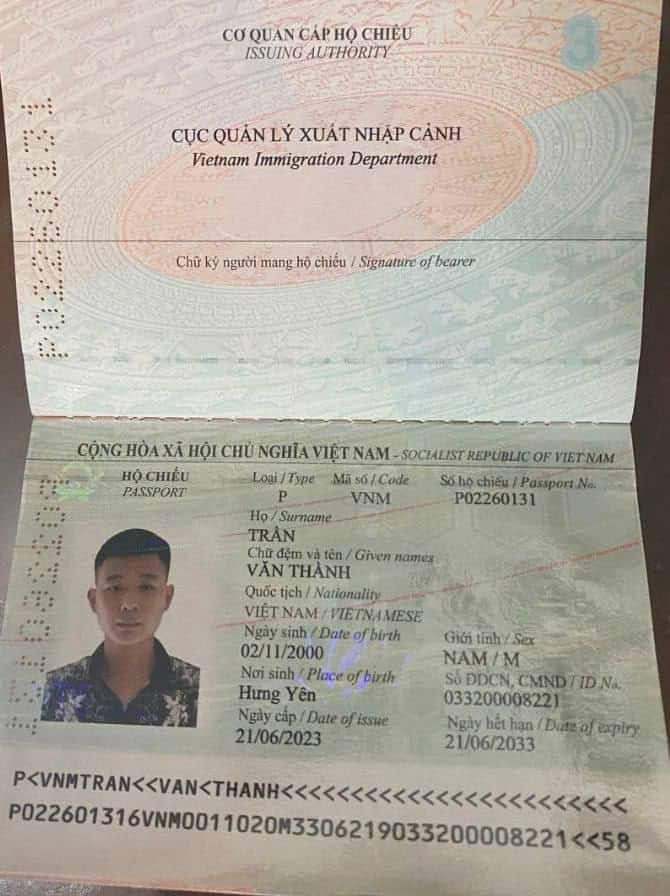 CƠ QUAN CẤP HỘ CHIẾU
ISSUING AUTHORITY
CỤC QUẢN LÝ XUẤT NHẬP CẢNH
Vietnam Immigration Department
Chữ ký người mang hộ chiếu / Signature of bearer
P02260131
CỘNG HÒA XÃ HỘI CHỦ NGHĨA VIỆT NAM - SOCIALIST REPUBLIC OF VIET NAM
HỘ CHIẾU
PASSPORT
Loại / Type Mã số / Code Số hộ chiếu / Passport No.
P VNM P02260131
Họ / Surname
TRẦN
Chữ đệm và tên / Given names
VĂN THÀNH
Quốc tịch / Nationality
VIỆT NAM / VIETNAMESE
Ngày sinh / Date of birth Giới tính / Sex
02/11/2000 NAM / M
Nơi sinh / Place of birth Số ĐDCN, CMND / ID No.
Hưng Yên 033200008221
Ngày cấp / Date of issue Ngày hết hạn / Date of expiry
21/06/2023 21/06/2033
P<VNMTRAN<<VAN<THANH<<<<<<<<<<<<<<<<<<<<<<<<
P022601316VNM0011020M3306219033200008221<<58